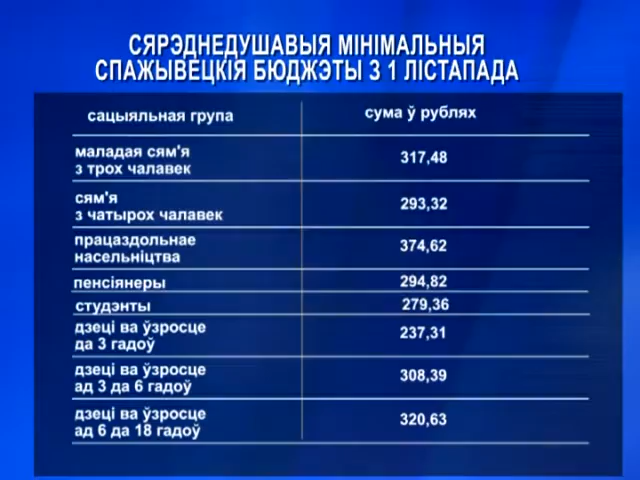 СЯРЭДНЕДУШАВЫЯ МІНІМАЛЬНЫЯ
СПАЖЫВЕЦКІЯ БЮДЖЭТЫ З 1 ЛІСТАПАДА
сацыяльная група
сума ў рублях
маладая сям'я
з трох чалавек
317,48
сям'я
з чатырох чалавек
293,32
працаздольнае
насельніцтва
374,62
пенсіянеры
294,82
студэнты
279,36
дзеці ва ўзросце
да 3 гадоў
237,31
дзеці ва ўзросце
ад 3 да 6 гадоў
308,39
дзеці ва ўзросце
ад 6 да 18 гадоў
320,63